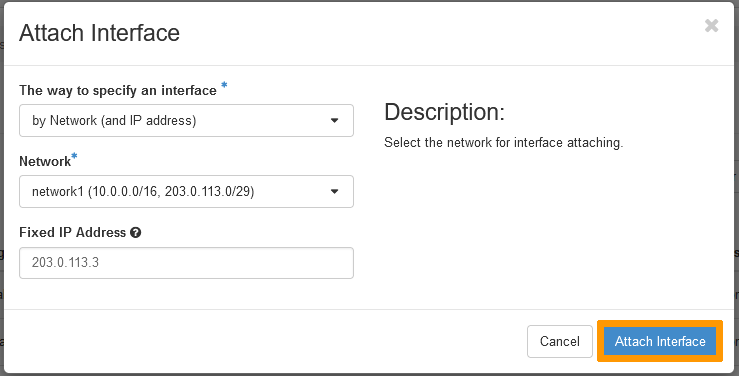 Attach Interface
The way to specify an interface *
by Network (and IP address)
Network*
network1 (10.0.0.0/16, 203.0.113.0/29)
Fixed IP Address
203.0.113.3
Description:
Select the network for interface attaching.
Cancel
Attach Interface